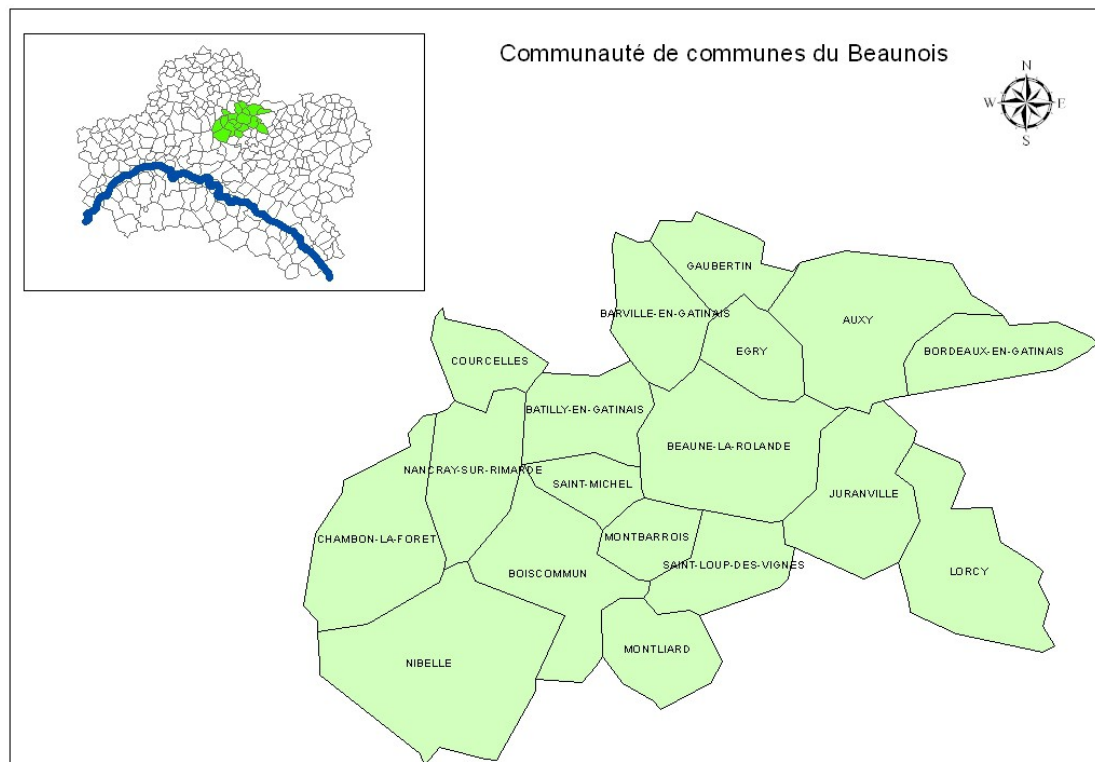 Communauté de communes du Beaunois
N
W
E
S
GAUBERTIN
BARVILLE-EN-GATINAIS
AUXY
EGRY
BORDEAUX-EN-GATINAIS
COURCELLES
BATILLY-EN-GATINAIS
BEAUNE-LA-ROLANDE
NANCRAY-SUR-RIMARDE
SAINT-MICHEL
JURANVILLE
CHAMBON-LA-FORET
MONTBARROIS
SAINT-LOUP-DES-VIGNES
BOISCOMMUN
LORCY
MONTLIARD
NIBELLE